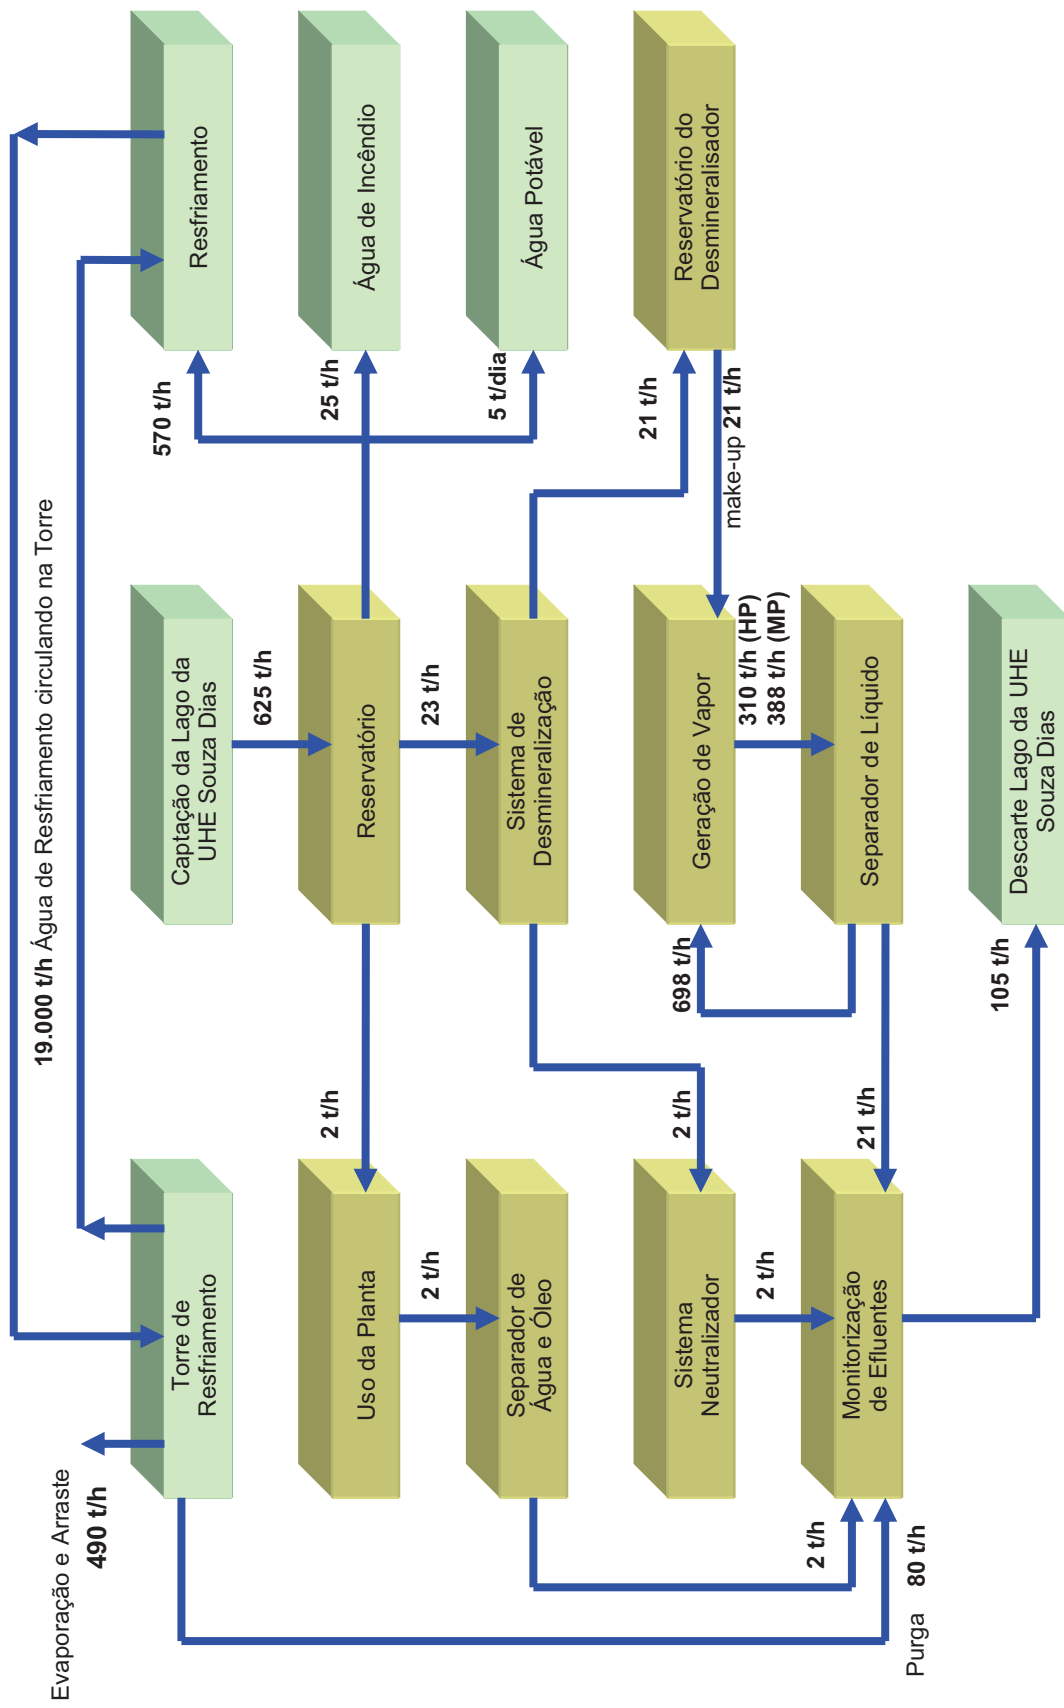 Evaporação e Arraste
490 t/h
19.000 t/h Água de Resfriamento circulando na Torre
Torre de
Resfriamento
Captação da Lago da
UHE Souza Dias
Resfriamento
625 t/h
570 t/h
Uso da Planta
2 t/h
Reservatório
25 t/h
Água de Incêndio
2 t/h
23 t/h
Separador de
Água e Óleo
Sistema de
Desmineralização
5 t/dia
Água Potável
Sistema
Neutralizador
2 t/h
698 t/h
Geração de Vapor
21 t/h
Reservatório do
Desmineralisador
make-up 21 t/h
2 t/h
310 t/h (HP)
388 t/h (MP)
2 t/h
Monitorização
de Efluentes
21 t/h
Separador de Líquido
Purga 80 t/h
105 t/h
Descarte Lago da UHE
Souza Dias